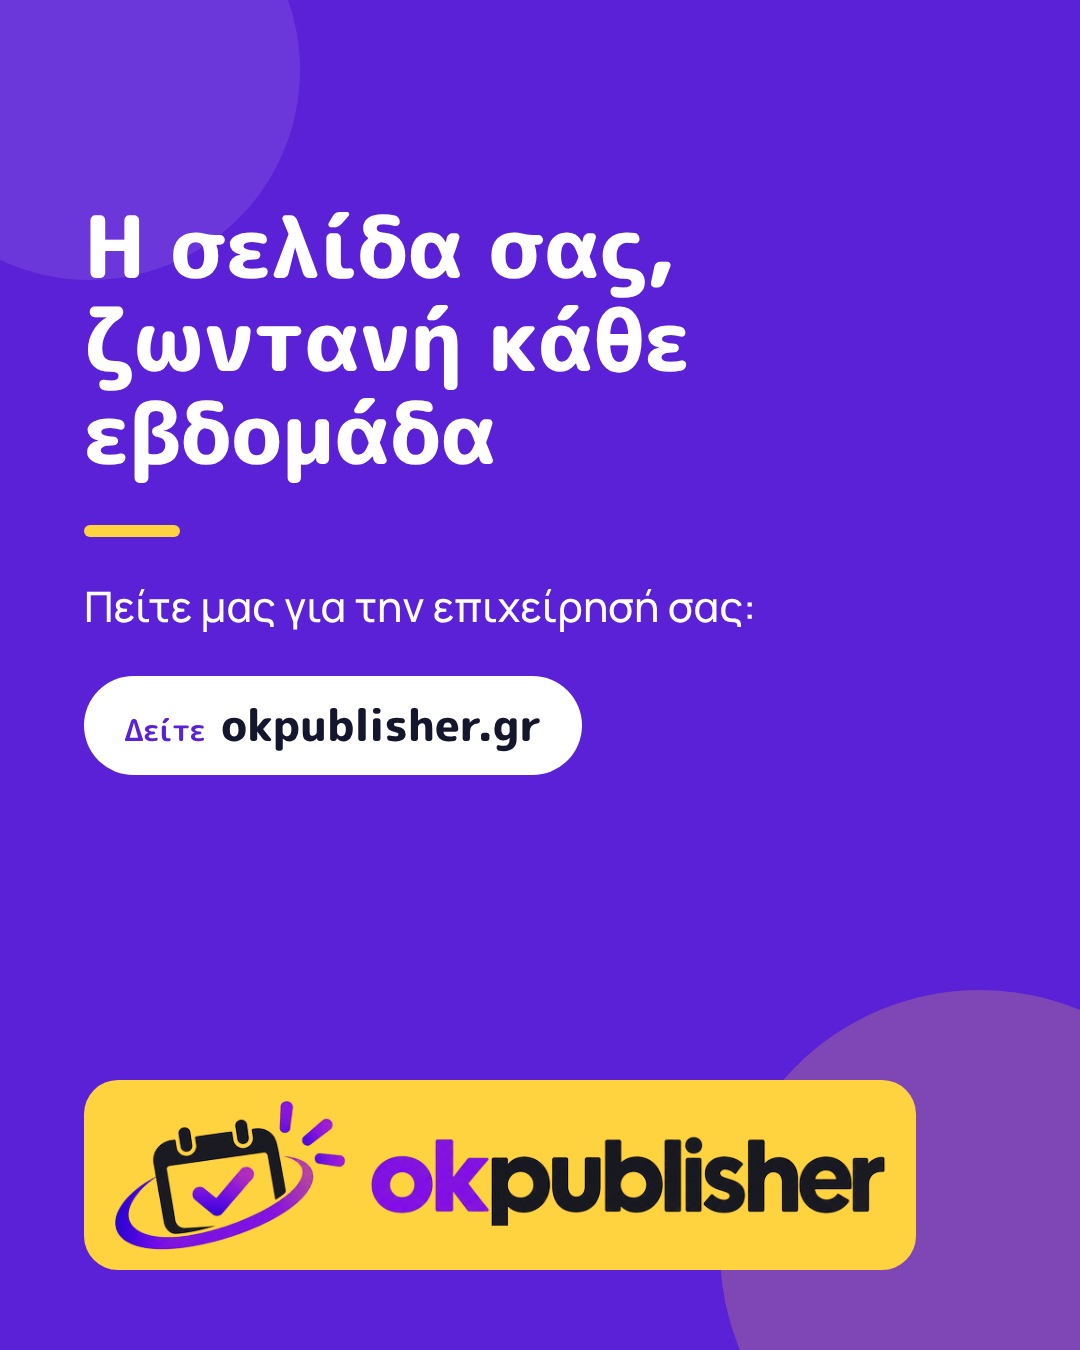 Η σελίδα σας,
ζωντανή κάθε
εβδομάδα
Πείτε μας για την επιχείρησή σας:
Δείτε okpublisher.gr
okpublisher